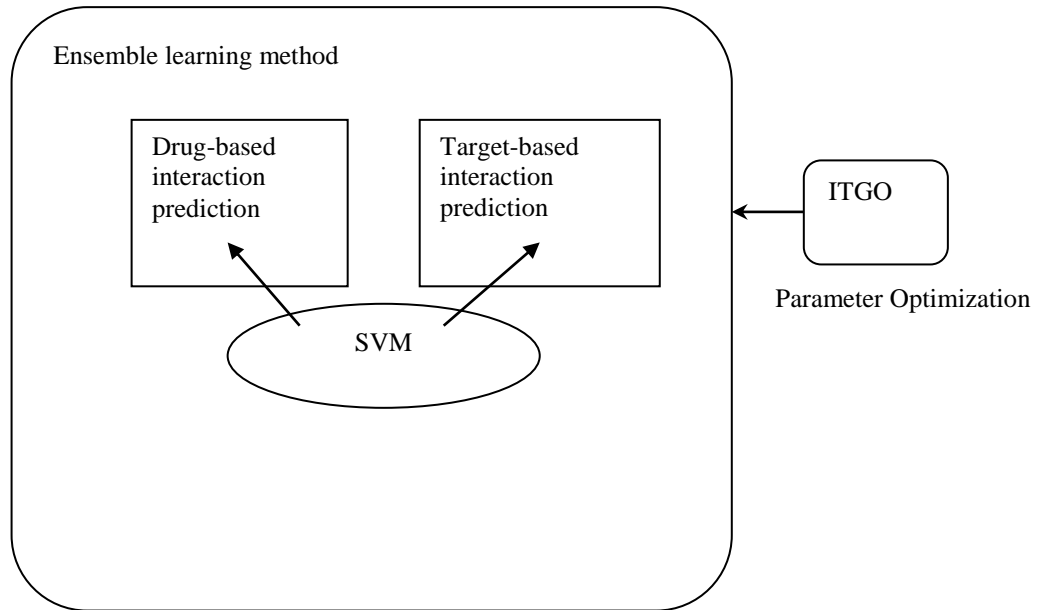 Ensemble learning method
Drug-based
interaction
prediction
Target-based
interaction
prediction
ITGO
Parameter Optimization
SVM